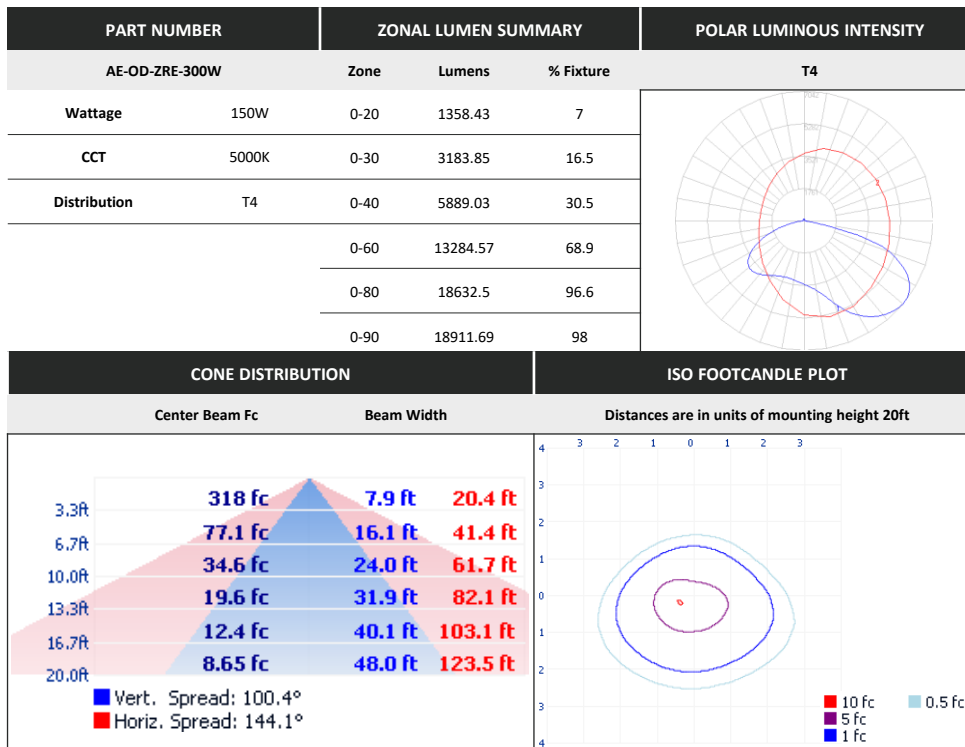 PART NUMBER
ZONAL LUMEN SUMMARY
POLAR LUMINOUS INTENSITY
AE-OD-ZRE-300W
Zone Lumens % Fixture
T4
Wattage 150W
0-20 1358.43 7
CCT 5000K
0-30 3183.85 16.5
Distribution T4
0-40 5889.03 30.5
0-60 13284.57 68.9
0-80 18632.5 96.6
0-90 18911.69 98
2
1
CONE DISTRIBUTION
Center Beam Fc Beam Width
3.3ft 318 fc 7.9 ft 20.4 ft
6.7ft 77.1 fc 16.1 ft 41.4 ft
10.0ft 34.6 fc 24.0 ft 61.7 ft
13.3ft 19.6 fc 31.9 ft 82.1 ft
16.7ft 12.4 fc 40.1 ft 103.1 ft
20.0ft 8.65 fc 48.0 ft 123.5 ft
Vert. Spread: 100.4°
Horiz. Spread: 144.1°
ISO FOOTCANDLE PLOT
Distances are in units of mounting height 20ft
3 2 1 0 1 2 3
4
3
2
1
0
1
2
3
4
10 fc 0.5 fc
5 fc
1 fc